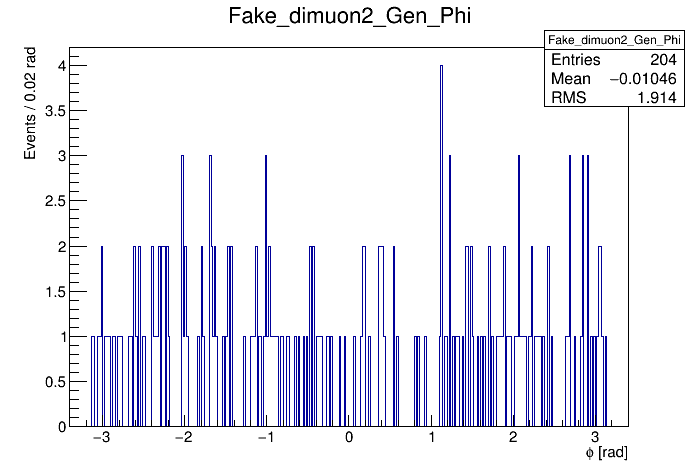 Fake_dimuon2_Gen_Phi
Fake_dimuon2_Gen_Phi
Entries 204
Mean −0.01046
RMS 1.914
Events / 0.02 rad
4
3.5
3
2.5
2
1.5
1
0.5
0
−3 −2 −1 0 1 2 3
ϕ [rad]